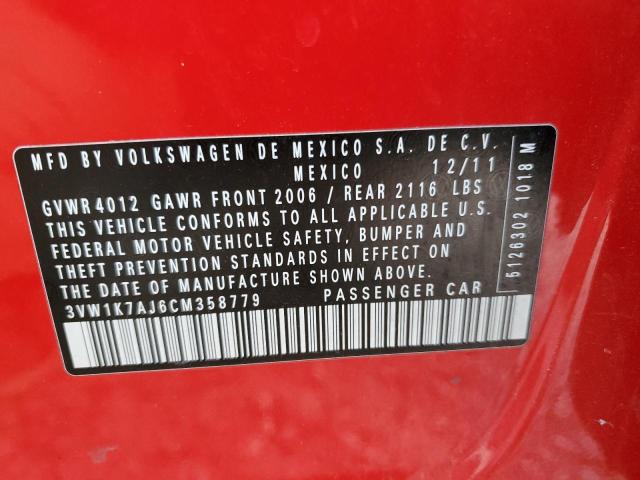 MFD BY VOLKSWAGEN DE MEXICO S.A. DE C.V.
MEXICO 12/11
GVWR 4012 GAWR FRONT 2006 / REAR 2116 LBS
THIS VEHICLE CONFORMS TO ALL APPLICABLE U.S.
FEDERAL MOTOR VEHICLE SAFETY, BUMPER AND
THEFT PREVENTION STANDARDS IN EFFECT ON
THE DATE OF MANUFACTURE SHOWN ABOVE.
3VW1K7AJ6CM358779 PASSENGER CAR
5126302 1018 M